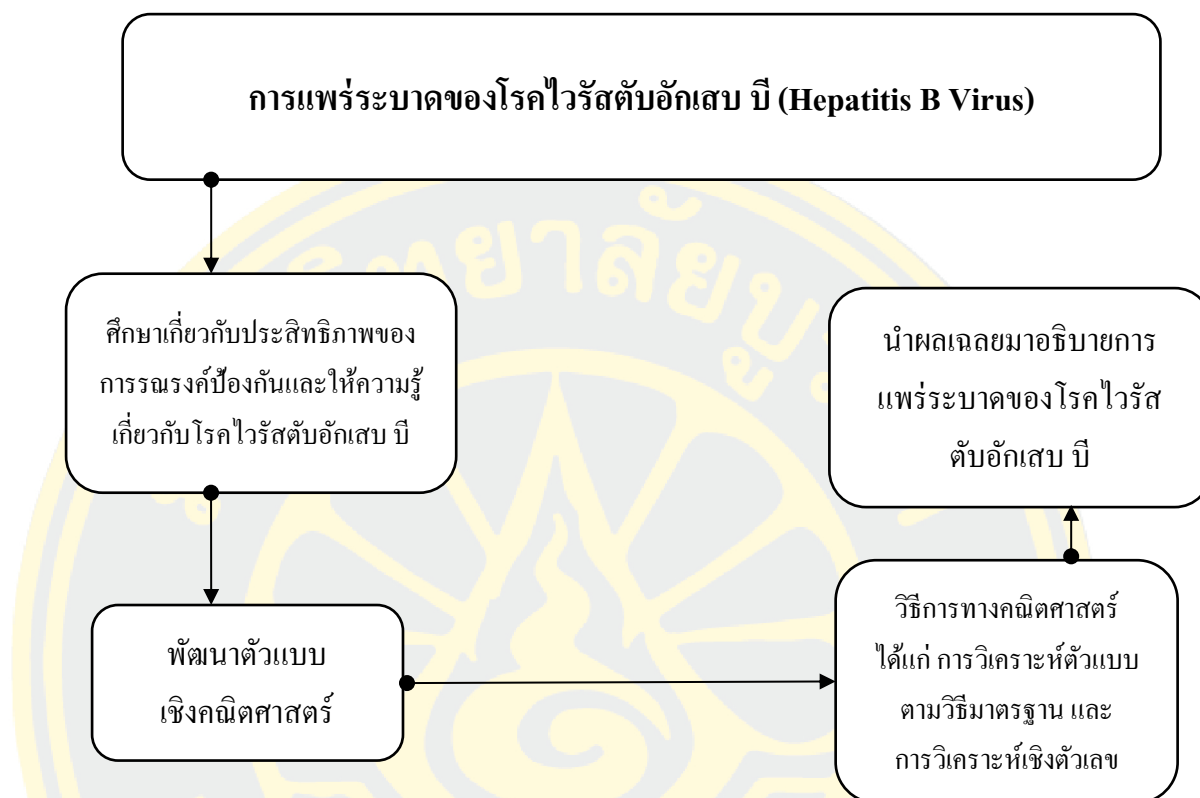 การแพร่ระบาดของโรคไวรัสตับอักเสบ บี (Hepatitis B Virus)
ศึกษาเกี่ยวกับประสิทธิภาพของ
การรณรงค์ป้องกันและให้ความรู้
เกี่ยวกับโรคไวรัสตับอักเสบ บี
พัฒนาตัวแบบ
เชิงคณิตศาสตร์
วิธีการทางคณิตศาสตร์
ได้แก่ การวิเคราะห์ตัวแบบ
ตามวิธีมาตรฐาน และ
การวิเคราะห์เชิงตัวเลข
นำผลเฉลยมาอธิบายการ
แพร่ระบาดของโรคไวรัส
ตับอักเสบ บี